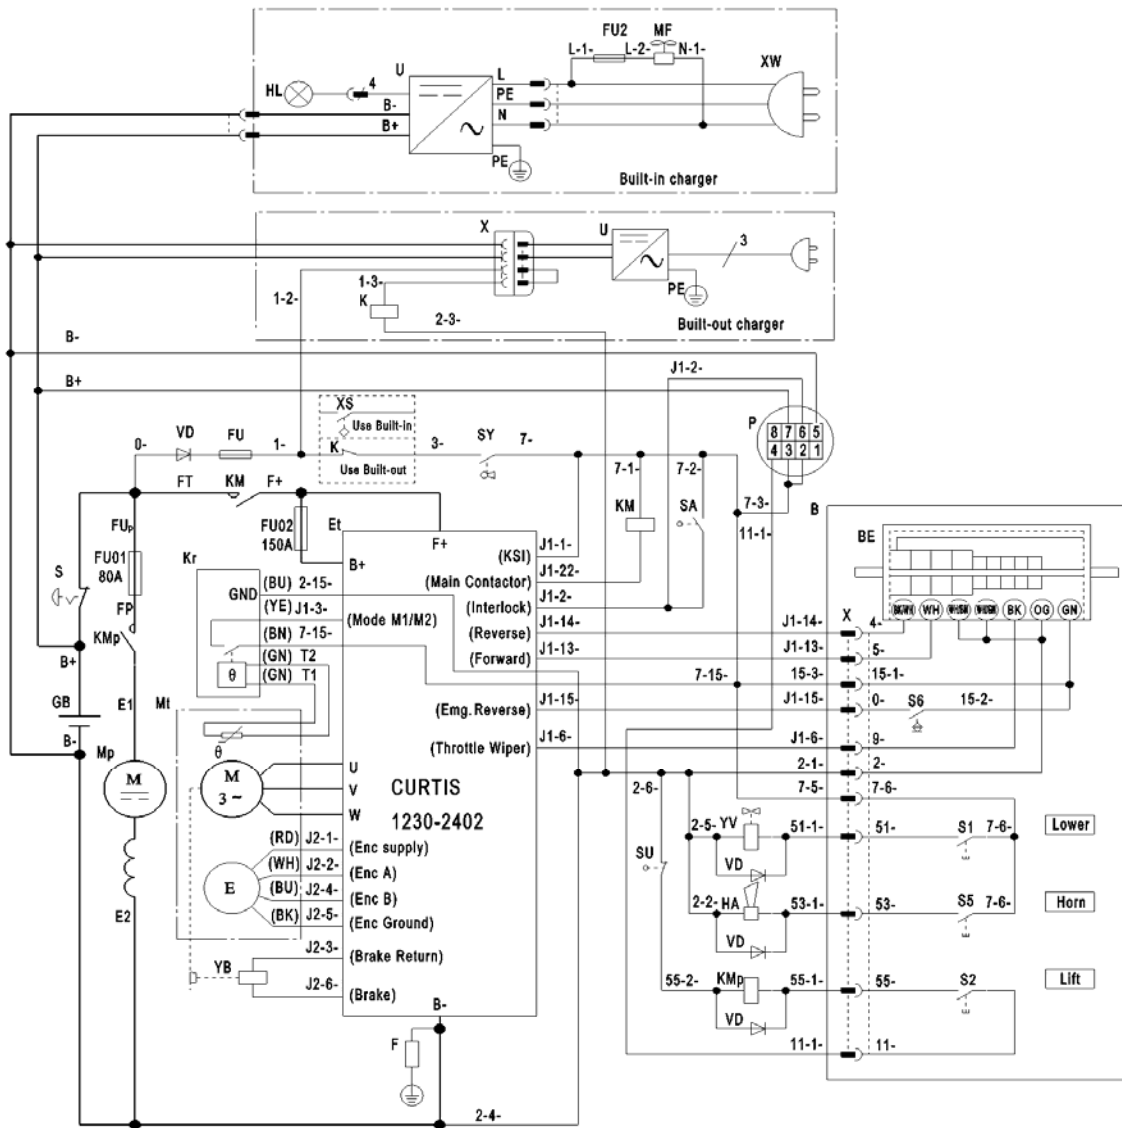 FU2 MF
L-1- L-2- N-1-
XW
HL 4 U L
B- PE
B+ N
PE
Built-in charger
X U 3
1-3-
K
1-2-
2-3-
PE
Built-out charger
B-
B+
J1-2-
XS
Use Built-in
K
Use Built-out
0- VD FU 1- 3- SY 7-
P 8 7 6 5
4 3 2 1
FT KM F+
7-1- 7-2-
KM SA
7-3-
11-1-
B
BE
FUp
FU01
80A
FP
KMp
S
FU02
150A
Et
F+
B+
(KSI) J1-1-
(Main Contactor) J1-22-
(Interlock) J1-2-
(Reverse) J1-14-
(Forward) J1-13-
(Emg.Reverse) J1-15-
(Throttle Wiper) J1-6-
(Mode M1/M2)
Kr
GND
(BU) 2-15-
(YE) J1-3-
(BN) 7-15-
(GN) T2
(GN) T1
θ
θ
WH BK OG GN
X
J1-14- 4-
J1-13- 5-
7-15- 15-3- 15-1-
J1-15- 0- S6 15-2-
J1-6- 9-
2-1- 2-
7-5- 7-6-
B+
GB
B-
E1
Mt
Mp
M
M
3~
E2
U
V
W
CURTIS
1230-2402
(RD) J2-1- (Enc supply)
(WH) J2-2- (Enc A)
(BU) J2-4- (Enc B)
(BK) J2-5- (Enc Ground)
E
J2-3- (Brake Return)
YB
J2-6- (Brake)
B-
F
2-4-
2-6-
SU
2-5- YV 51-1- 51- S1 7-6- Lower
VD
2-2- HA 53-1- 53- S5 7-6- Horn
VD
55-2- KMp 55-1- 55- S2 Lift
VD
11-1- 11-